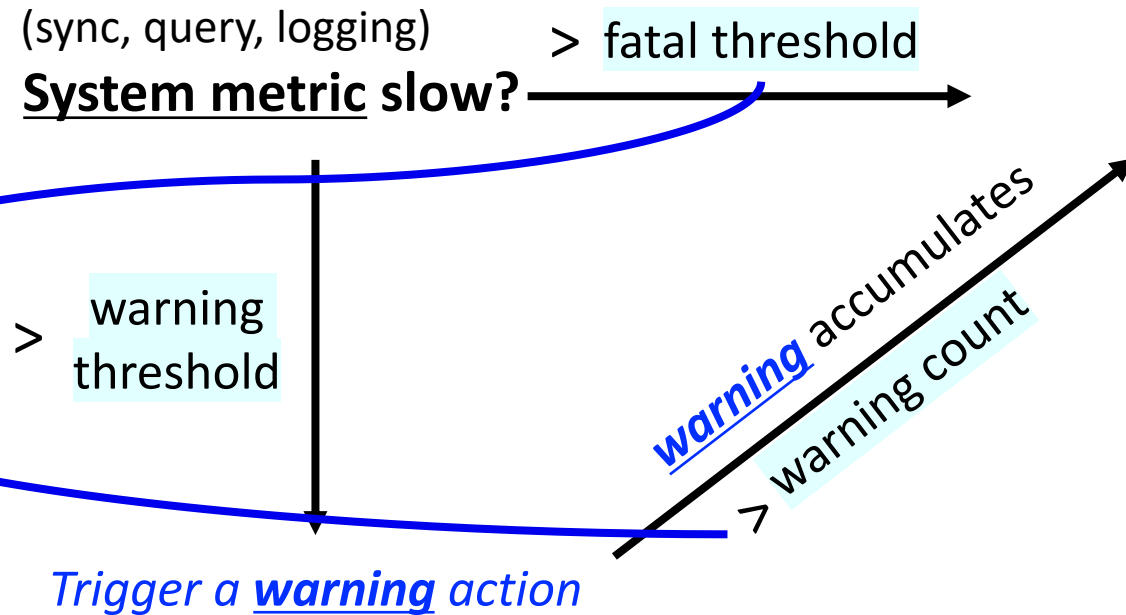 (sync, query, logging)
> fatal threshold
System metric slow?
warning accumulates
> warning count
> warning
threshold
Trigger a warning action